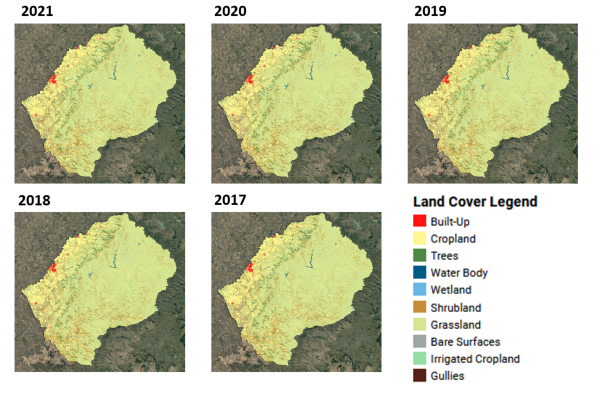 2021
2020
2019
2018
2017
Land Cover Legend
Built-Up
Cropland
Trees
Water Body
Wetland
Shrubland
Grassland
Bare Surfaces
Irrigated Cropland
Gullies